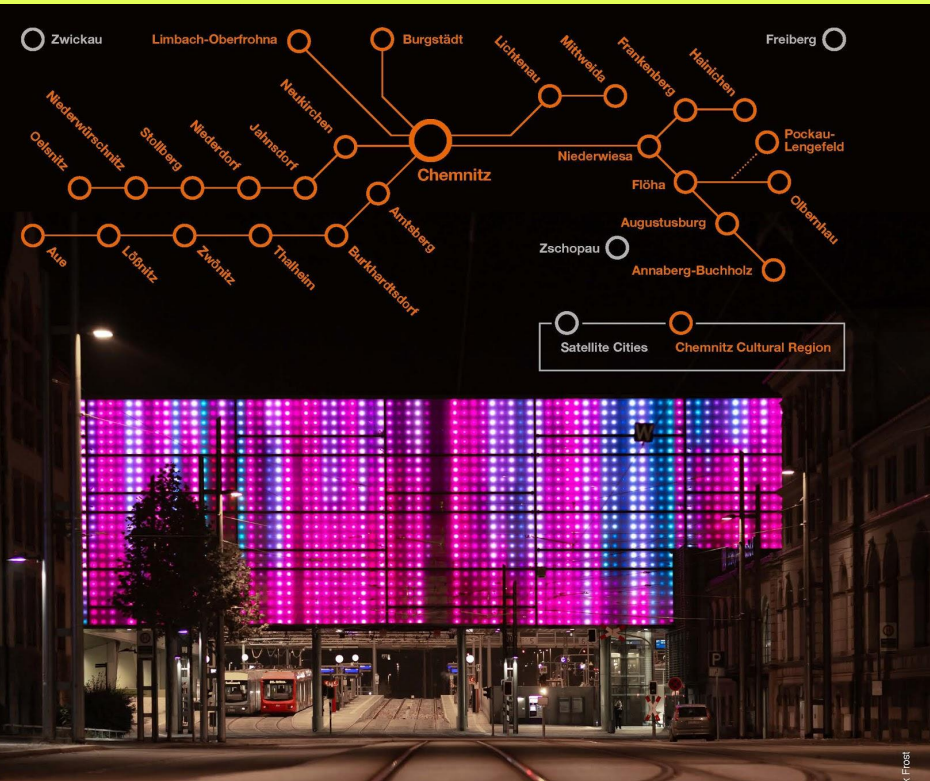 Zwickau
Limbach-Oberfrohna
Burgstädt
Lichtenau
Mittweida
Frankenberg
Hainichen
Freiberg
Oelsnitz
Niederwürschnitz
Stollberg
Niederdorf
Jahnsdorf
Neukirchen
Chemnitz
Niederwiesa
Pockau-
Lengefeld
Flöha
Olbernhau
Augustusburg
Annaberg-Buchholz
Zschopau
Aue
Lößnitz
Zwönitz
Thalheim
Burkhardtsdorf
Amtsberg
Satellite Cities
Chemnitz Cultural Region
W
P
Frost